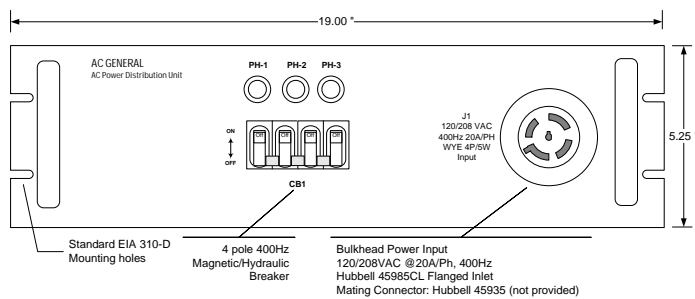 19.00 "
AC GENERAL
AC Power Distribution Unit
PH-1 PH-2 PH-3
J1
120/208 VAC
400Hz 20A/PH
WYE 4P/5W
Input
5.25 "
ON
OFF
Off Off Off Off
CB1
Standard EIA 310-D
Mounting holes
4 pole 400Hz
Magnetic/Hydraulic
Breaker
Bulkhead Power Input
120/208VAC @20A/Ph, 400Hz
Hubbell 45985CL Flanged Inlet
Mating Connector: Hubbell 45935 (not provided)